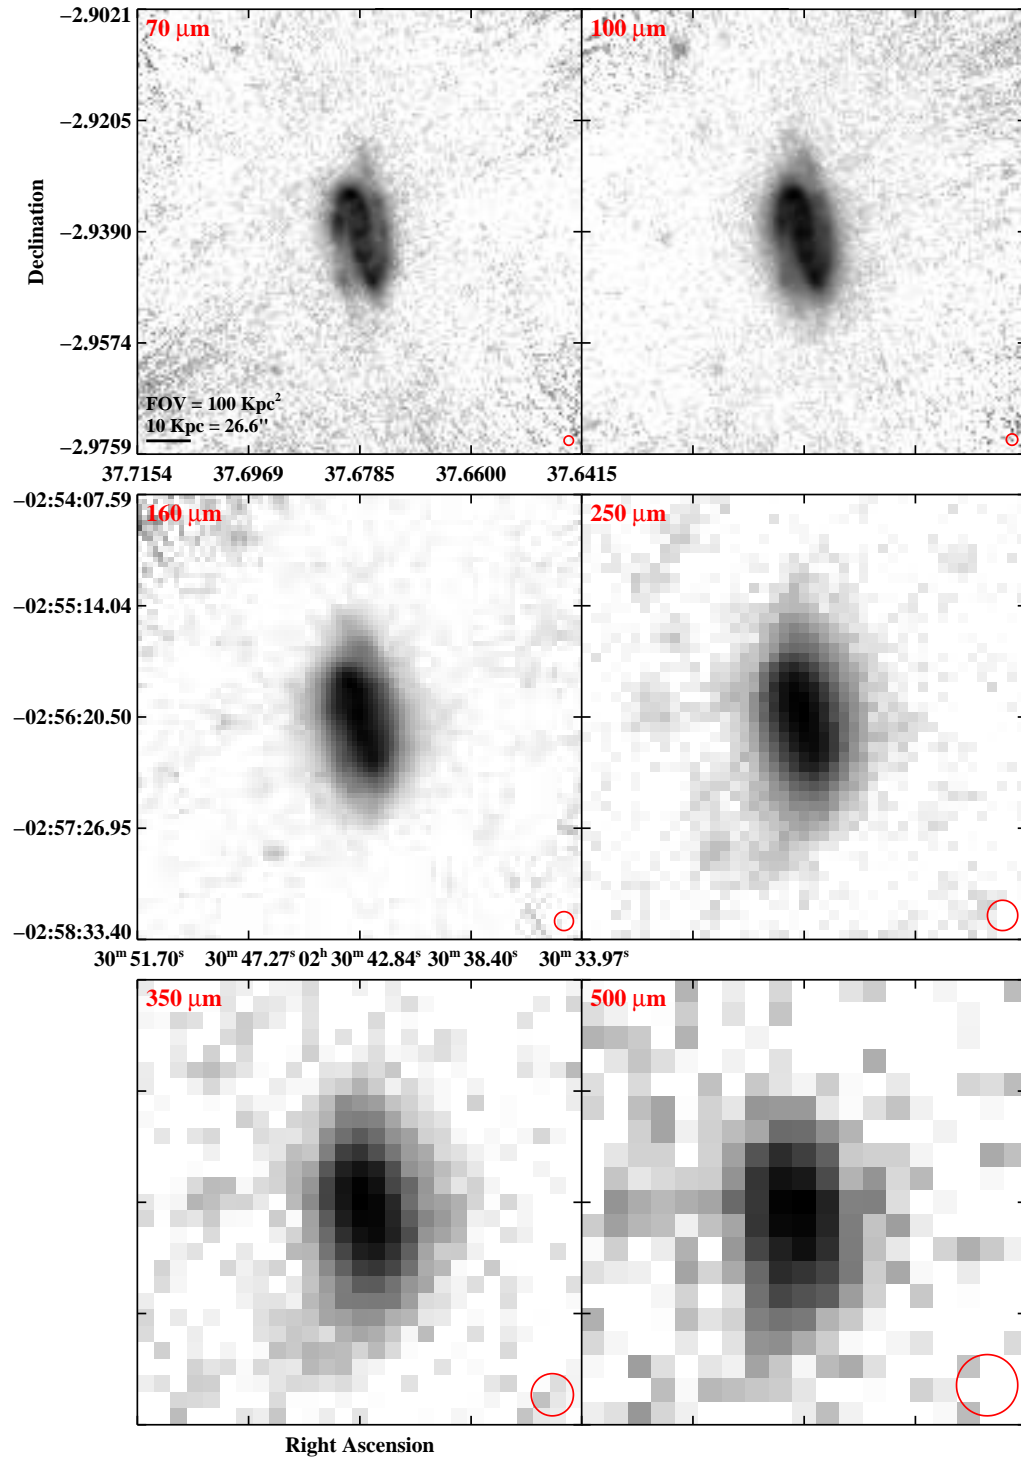 −2.9021
70 μm
100 μm
−2.9205
Declination
−2.9390
−2.9574
FOV = 100 Kpc²
10 Kpc = 26.6"
−2.9759
37.7154 37.6969 37.6785 37.6600 37.6415
−02:54:07.59
160 μm
250 μm
−02:55:14.04
−02:56:20.50
−02:57:26.95
−02:58:33.40
30ᵐ 51.70ˢ 30ᵐ 47.27ˢ 02ʰ 30ᵐ 42.84ˢ 30ᵐ 38.40ˢ 30ᵐ 33.97ˢ
350 μm
500 μm
Right Ascension